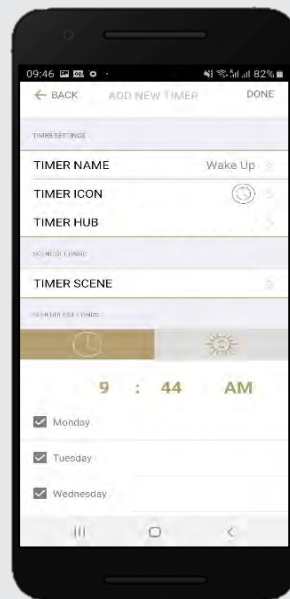 09:46 82%
← BACK ADD NEW TIMER DONE
TIMER SETTINGS
TIMER NAME Wake Up
TIMER ICON
TIMER HUB
TIMER SCENE
9 : 44 AM
Monday
Tuesday
Wednesday